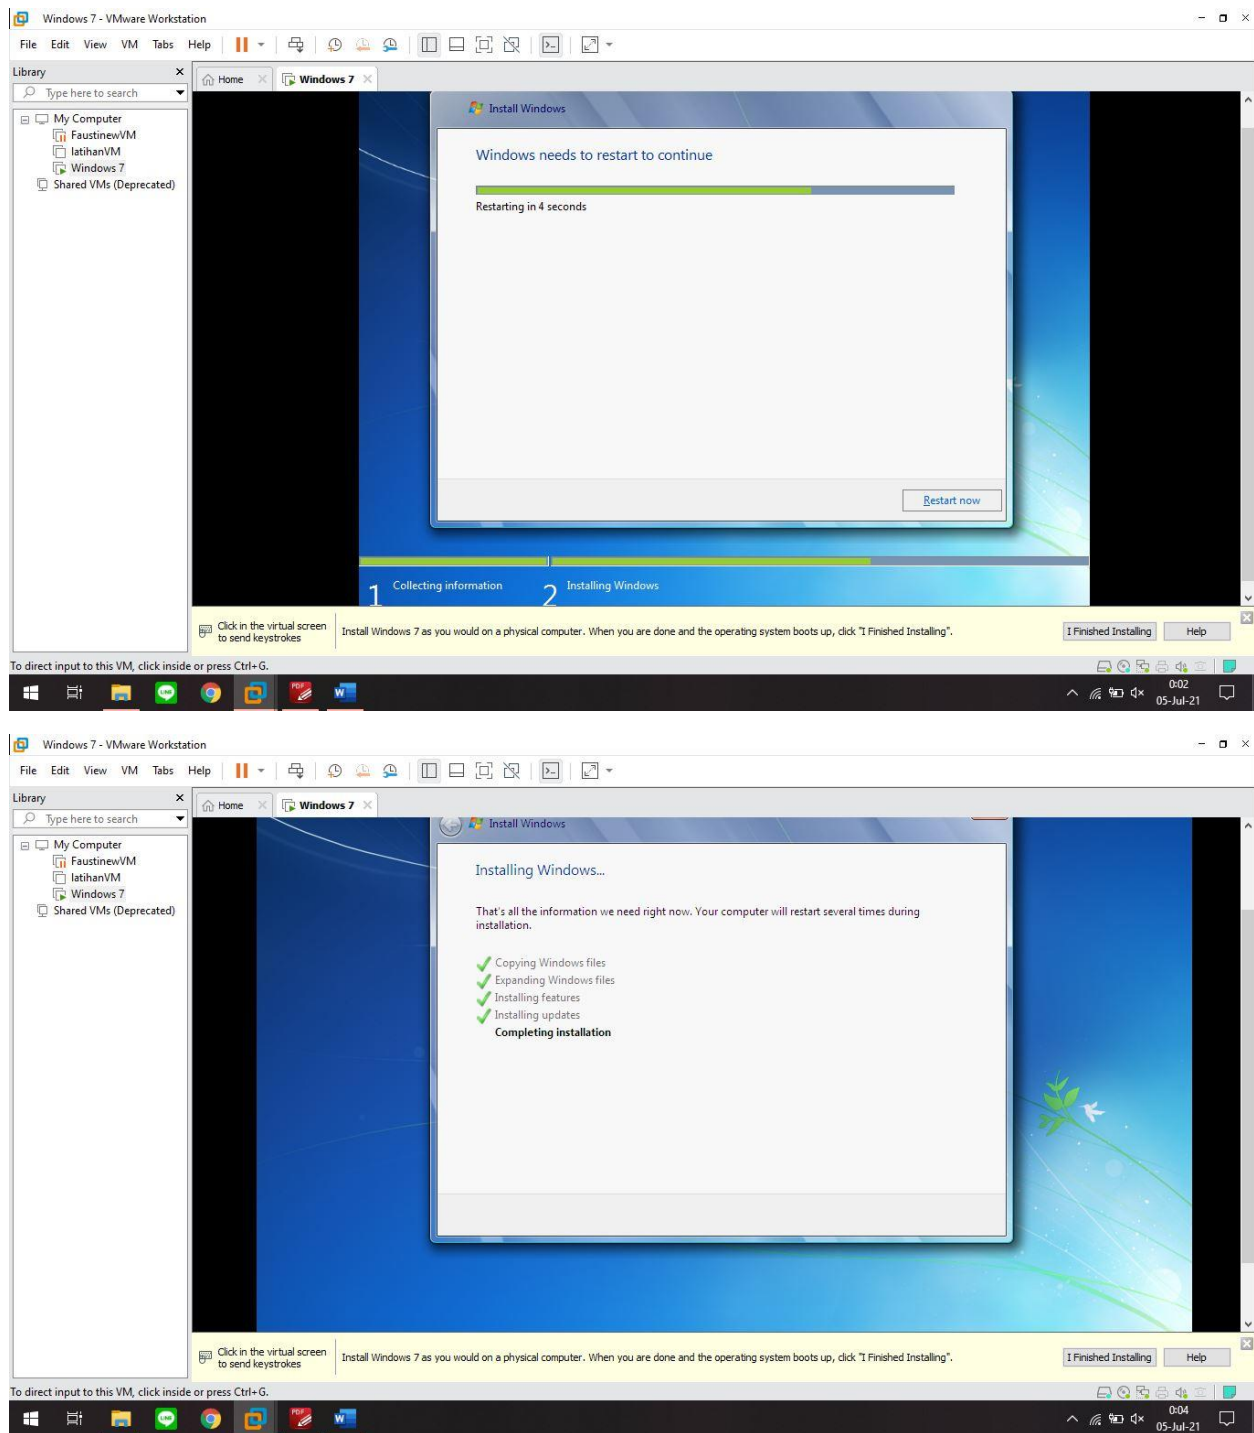 Windows 7 - VMware Workstation
File Edit View VM Tabs Help
Library
Type here to search
My Computer
FaustinewVM
latihanVM
Windows 7
Shared VMs (Deprecated)
Home
Windows 7
Install Windows
Windows needs to restart to continue
Restarting in 4 seconds
Restart now
1 Collecting information
2 Installing Windows
Click in the virtual screen
to send keystrokes
Install Windows 7 as you would on a physical computer. When you are done and the operating system boots up, click "I Finished Installing".
I Finished Installing
Help
To direct input to this VM, click inside or press Ctrl+G.
0:02
05-Jul-21
Windows 7 - VMware Workstation
File Edit View VM Tabs Help
Library
Type here to search
My Computer
FaustinewVM
latihanVM
Windows 7
Shared VMs (Deprecated)
Home
Windows 7
Install Windows
Installing Windows...
That's all the information we need right now. Your computer will restart several times during
installation.
Copying Windows files
Expanding Windows files
Installing features
Installing updates
Completing installation
Click in the virtual screen
to send keystrokes
Install Windows 7 as you would on a physical computer. When you are done and the operating system boots up, click "I Finished Installing".
I Finished Installing
Help
To direct input to this VM, click inside or press Ctrl+G.
0:04
05-Jul-21